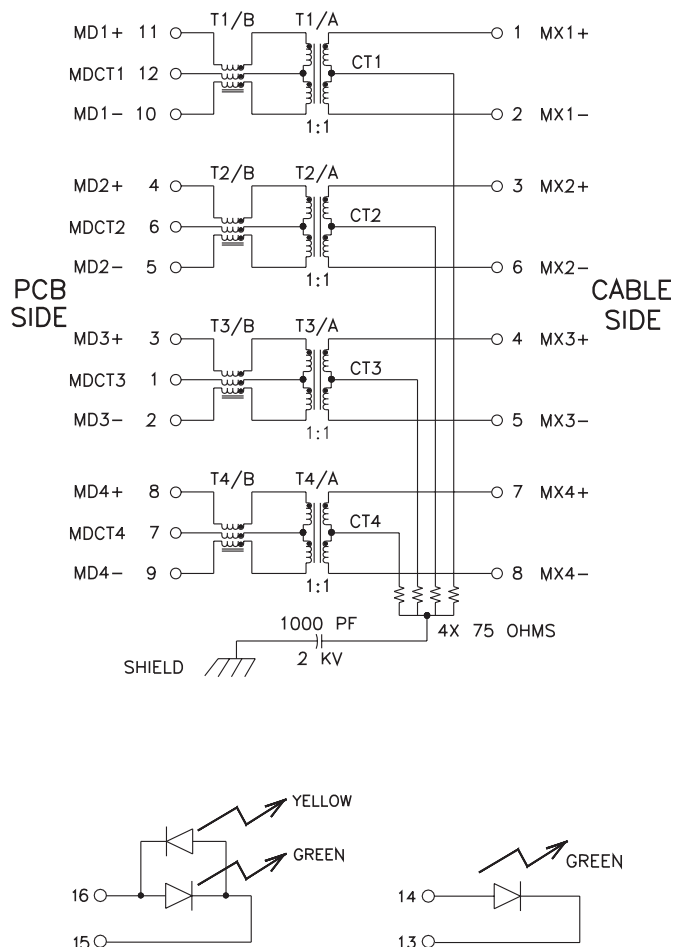 T1/B T1/A
MD1+ 11 1 MX1+
MDCT1 12 CT1
MD1- 10 2 MX1-
1:1
T2/B T2/A
MD2+ 4 3 MX2+
MDCT2 6 CT2
MD2- 5 6 MX2-
1:1
PCB SIDE
CABLE SIDE
T3/B T3/A
MD3+ 3 4 MX3+
MDCT3 1 CT3
MD3- 2 5 MX3-
1:1
T4/B T4/A
MD4+ 8 7 MX4+
MDCT4 7 CT4
MD4- 9 8 MX4-
1:1
1000 PF
4X 75 OHMS
2 KV
SHIELD
YELLOW
GREEN
GREEN
16 14
15 13